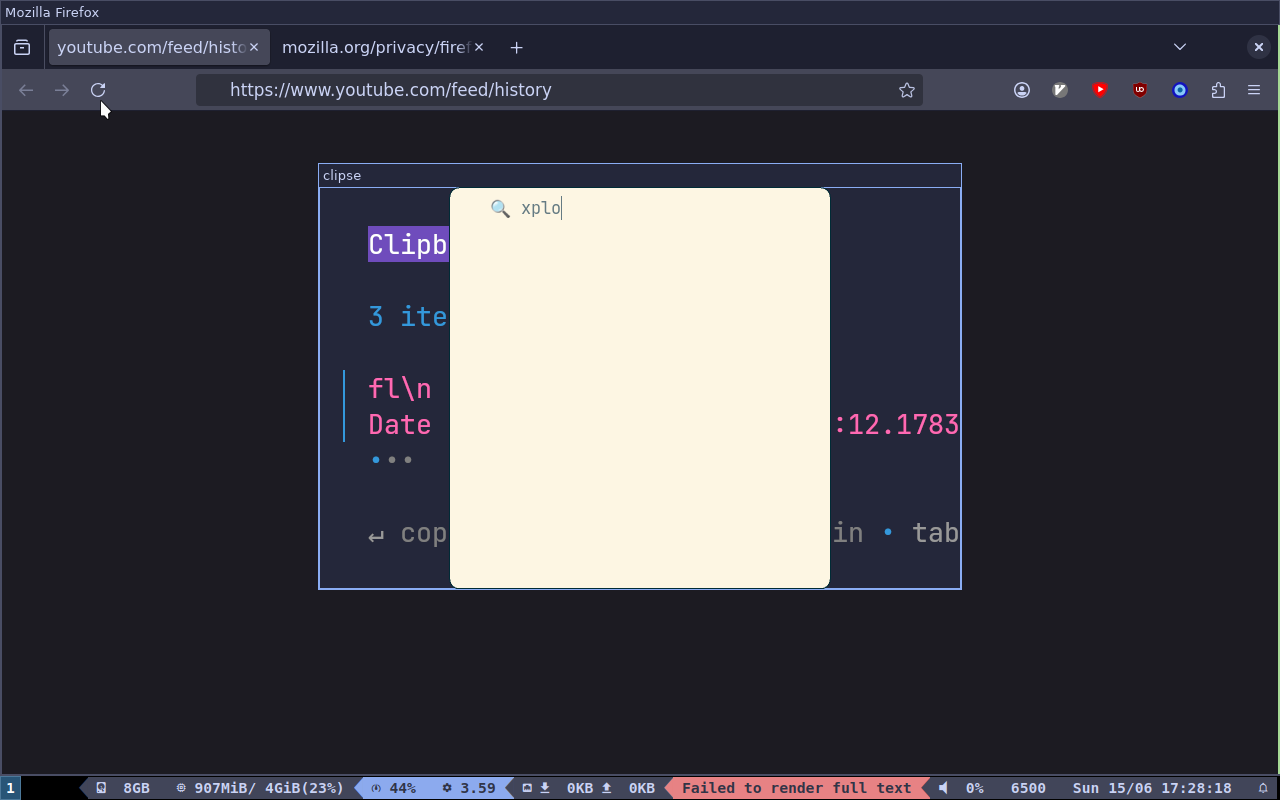 Mozilla Firefox
youtube.com/feed/histo
mozilla.org/privacy/firef
https://www.youtube.com/feed/history
clipse
🔍 xplo
Clipb
3 ite
fl\n
Date :12.1783
•••
↵ cop in • tab
1 8GB 907MiB/ 4GiB(23%) 44% 3.59 0KB 0KB Failed to render full text 0% 6500 Sun 15/06 17:28:18